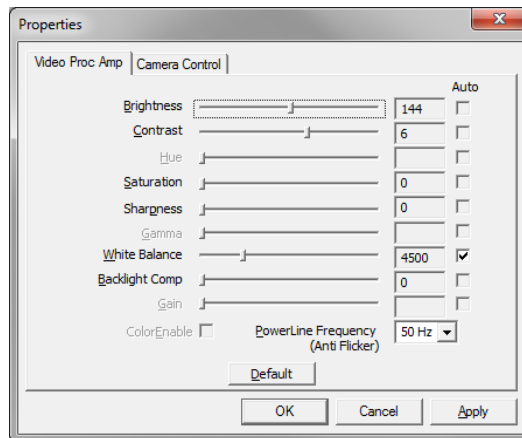 Properties
Video Proc Amp Camera Control
Auto
Brightness 144
Contrast 6
Hue
Saturation 0
Sharpness 0
Gamma
White Balance 4500
Backlight Comp 0
Gain
ColorEnable PowerLine Frequency 50 Hz
(Anti Flicker)
Default
OK Cancel Apply